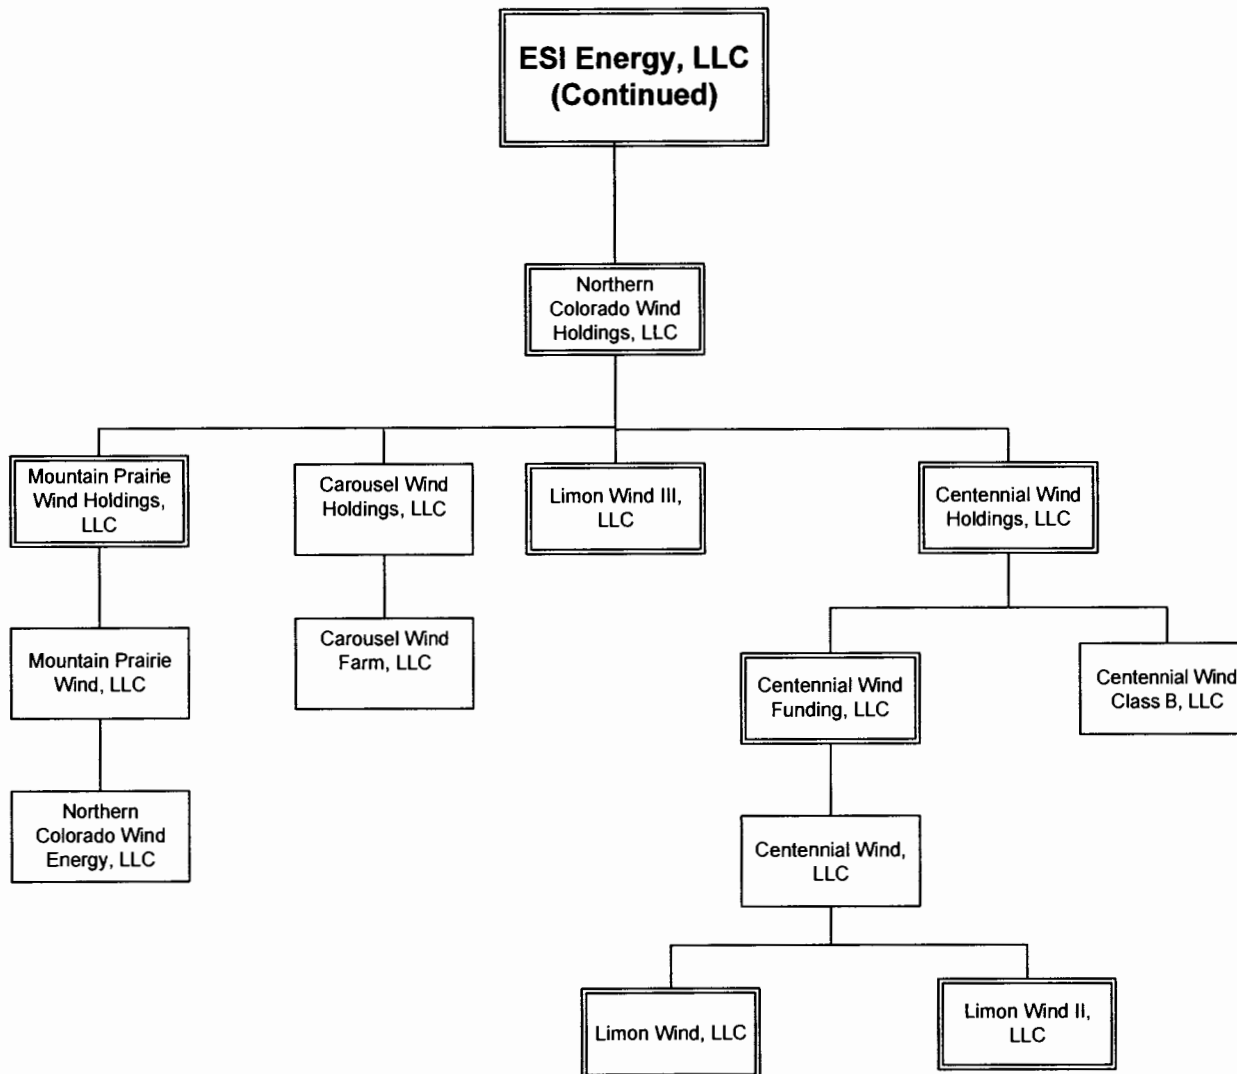 ESI Energy, LLC
(Continued)
Northern
Colorado Wind
Holdings, LLC
Mountain Prairie
Wind Holdings,
LLC
Carousel Wind
Holdings, LLC
Limon Wind III,
LLC
Centennial Wind
Holdings, LLC
Mountain Prairie
Wind, LLC
Carousel Wind
Farm, LLC
Centennial Wind
Funding, LLC
Centennial Wind
Class B, LLC
Northern
Colorado Wind
Energy, LLC
Centennial Wind,
LLC
Limon Wind, LLC
Limon Wind II,
LLC